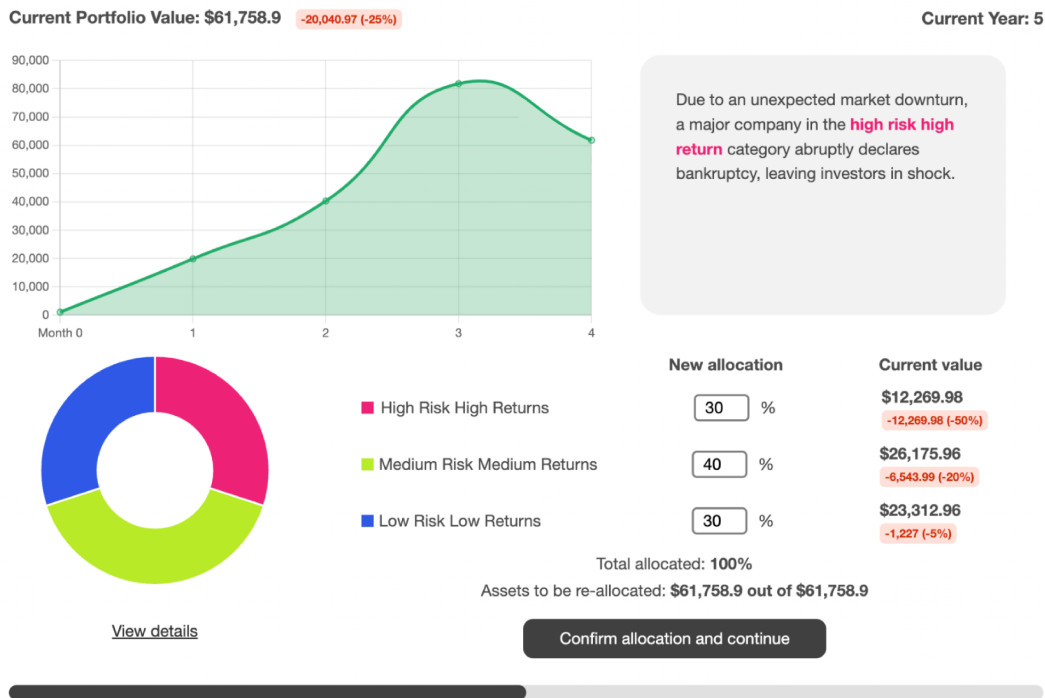 Current Portfolio Value: $61,758.9 -20,040.97 (-25%) Current Year: 5
90,000
80,000
70,000
60,000
50,000
40,000
30,000
20,000
10,000
0
Month 0 1 2 3 4
Due to an unexpected market downturn,
a major company in the high risk high
return category abruptly declares
bankruptcy, leaving investors in shock.
New allocation Current value
High Risk High Returns 30 % $12,269.98
-12,269.98 (-50%)
Medium Risk Medium Returns 40 % $26,175.96
-6,543.99 (-20%)
Low Risk Low Returns 30 % $23,312.96
-1,227 (-5%)
Total allocated: 100%
Assets to be re-allocated: $61,758.9 out of $61,758.9
View details
Confirm allocation and continue